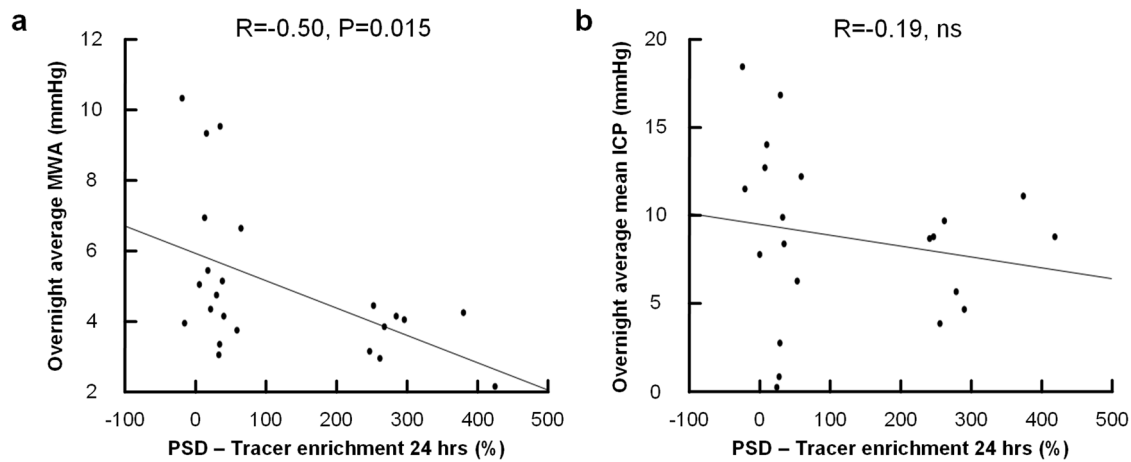 a
R=-0.50, P=0.015
Overnight average MWA (mmHg)
12
10
8
6
4
2
-100 0 100 200 300 400 500
PSD – Tracer enrichment 24 hrs (%)
b
R=-0.19, ns
Overnight average mean ICP (mmHg)
20
15
10
5
0
-100 0 100 200 300 400 500
PSD – Tracer enrichment 24 hrs (%)